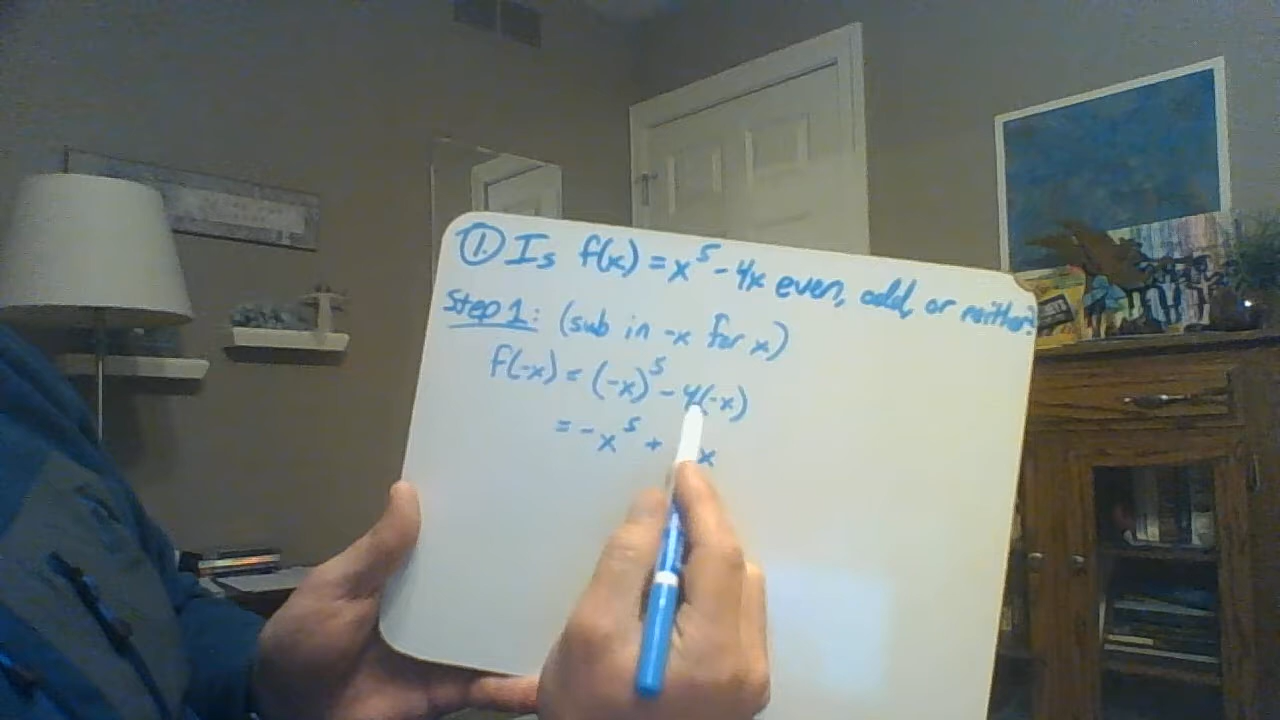 1. Is f(x) = x⁵ - 4x even, odd, or neither?
Step 1: (sub in -x for x)
f(-x) = (-x)⁵ - 4(-x)
= -x⁵ + x